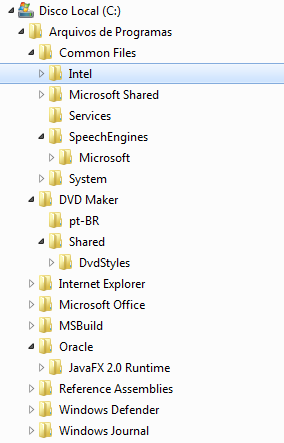 Disco Local (C:)
Arquivos de Programas
Common Files
Intel
Microsoft Shared
Services
SpeechEngines
Microsoft
System
DVD Maker
pt-BR
Shared
DvdStyles
Internet Explorer
Microsoft Office
MSBuild
Oracle
JavaFX 2.0 Runtime
Reference Assemblies
Windows Defender
Windows Journal